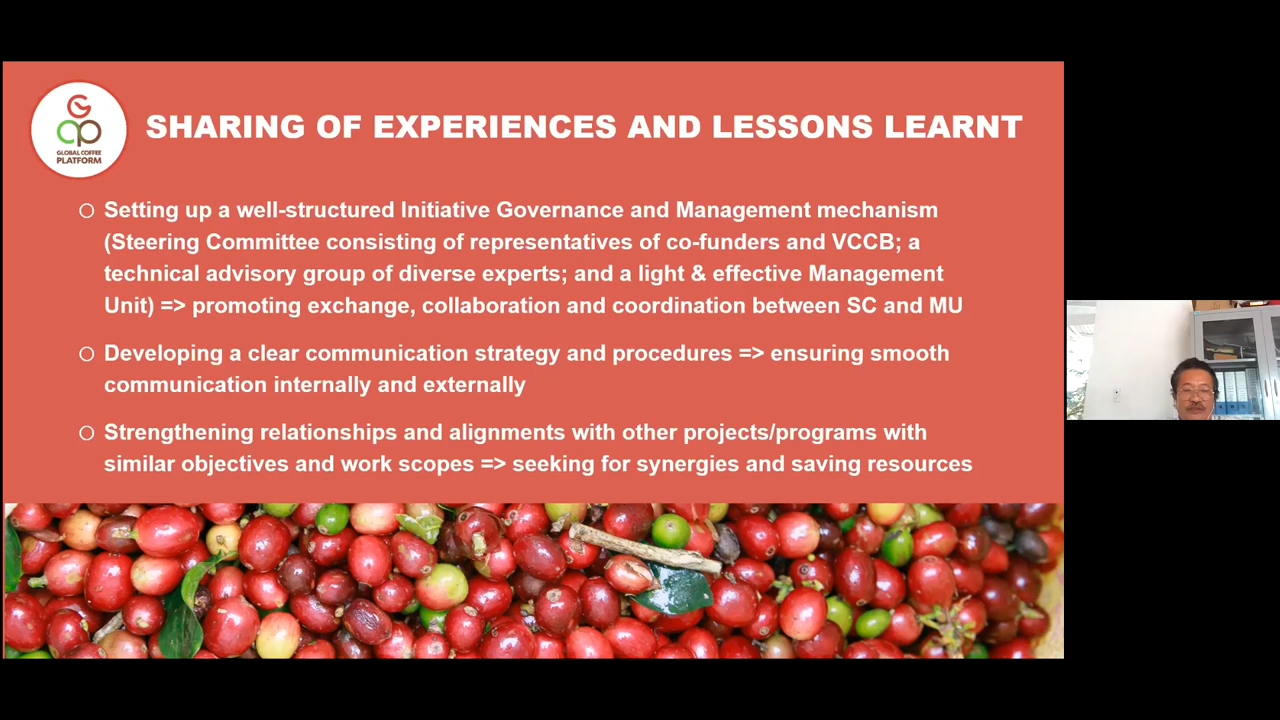 GLOBAL COFFEE
PLATFORM
SHARING OF EXPERIENCES AND LESSONS LEARNT
Setting up a well-structured Initiative Governance and Management mechanism
(Steering Committee consisting of representatives of co-funders and VCCB; a
technical advisory group of diverse experts; and a light & effective Management
Unit) => promoting exchange, collaboration and coordination between SC and MU
Developing a clear communication strategy and procedures => ensuring smooth
communication internally and externally
Strengthening relationships and alignments with other projects/programs with
similar objectives and work scopes => seeking for synergies and saving resources